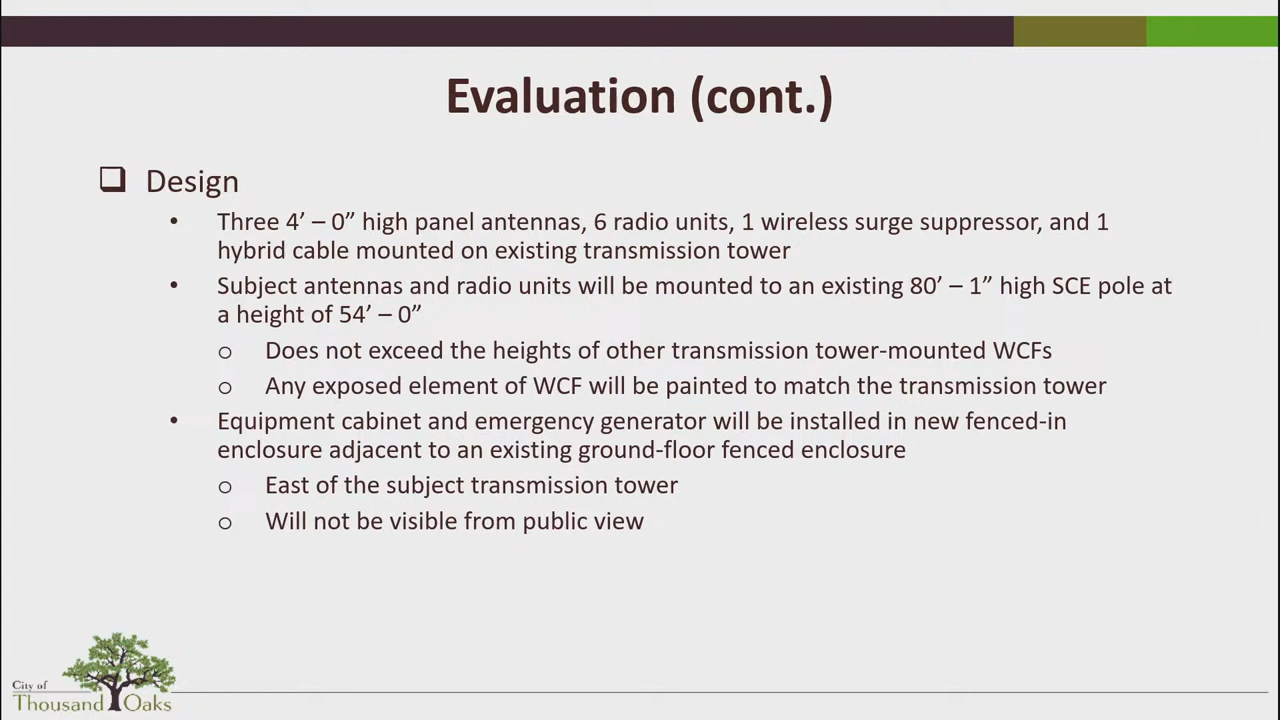 Evaluation (cont.)
❑ Design
• Three 4’ – 0” high panel antennas, 6 radio units, 1 wireless surge suppressor, and 1
hybrid cable mounted on existing transmission tower
• Subject antennas and radio units will be mounted to an existing 80’ – 1” high SCE pole at
a height of 54’ – 0”
o Does not exceed the heights of other transmission tower-mounted WCFs
o Any exposed element of WCF will be painted to match the transmission tower
• Equipment cabinet and emergency generator will be installed in new fenced-in
enclosure adjacent to an existing ground-floor fenced enclosure
o East of the subject transmission tower
o Will not be visible from public view
City of
Thousand Oaks